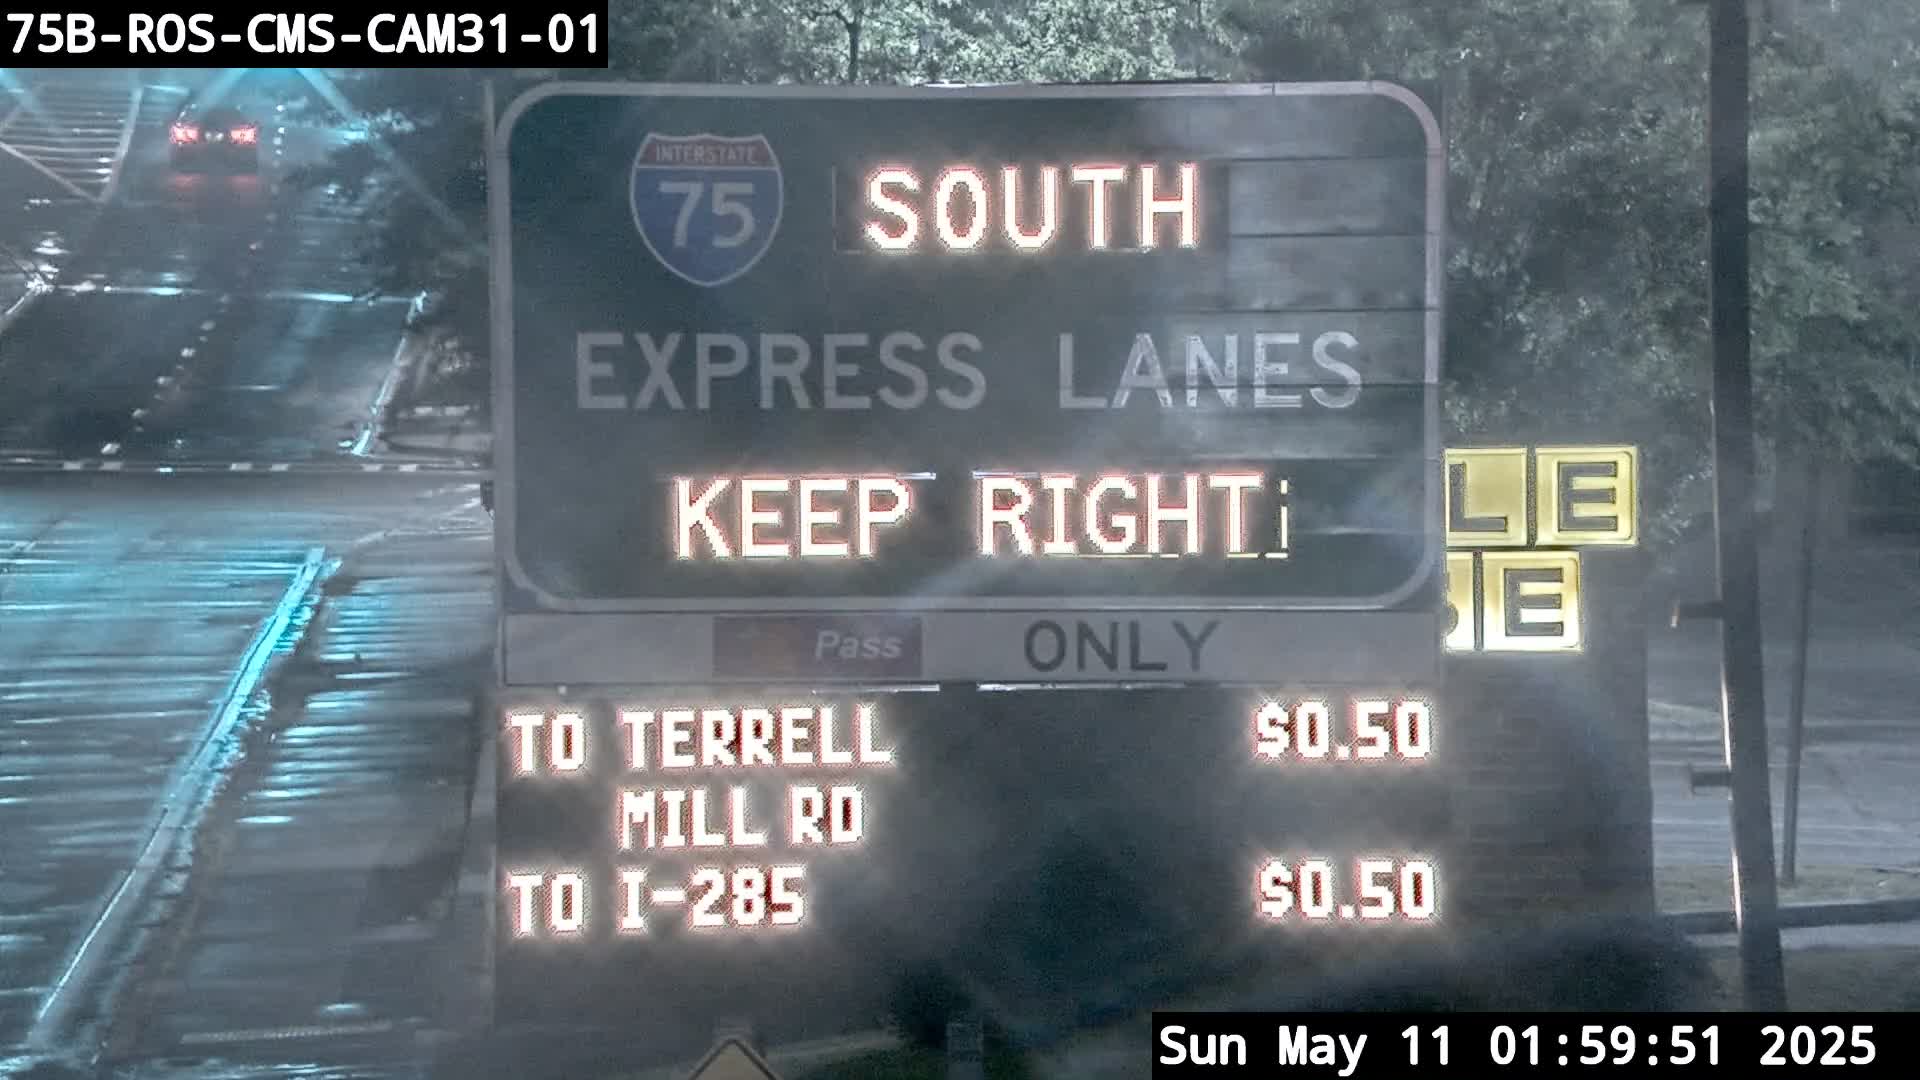 75B-ROS-CMS-CAM31-01
INTERSTATE
75 SOUTH
EXPRESS LANES
KEEP RIGHT
Pass ONLY
LE
E
TO TERRELL $0.50
MILL RD
TO I-285 $0.50
Sun May 11 01:59:51 2025